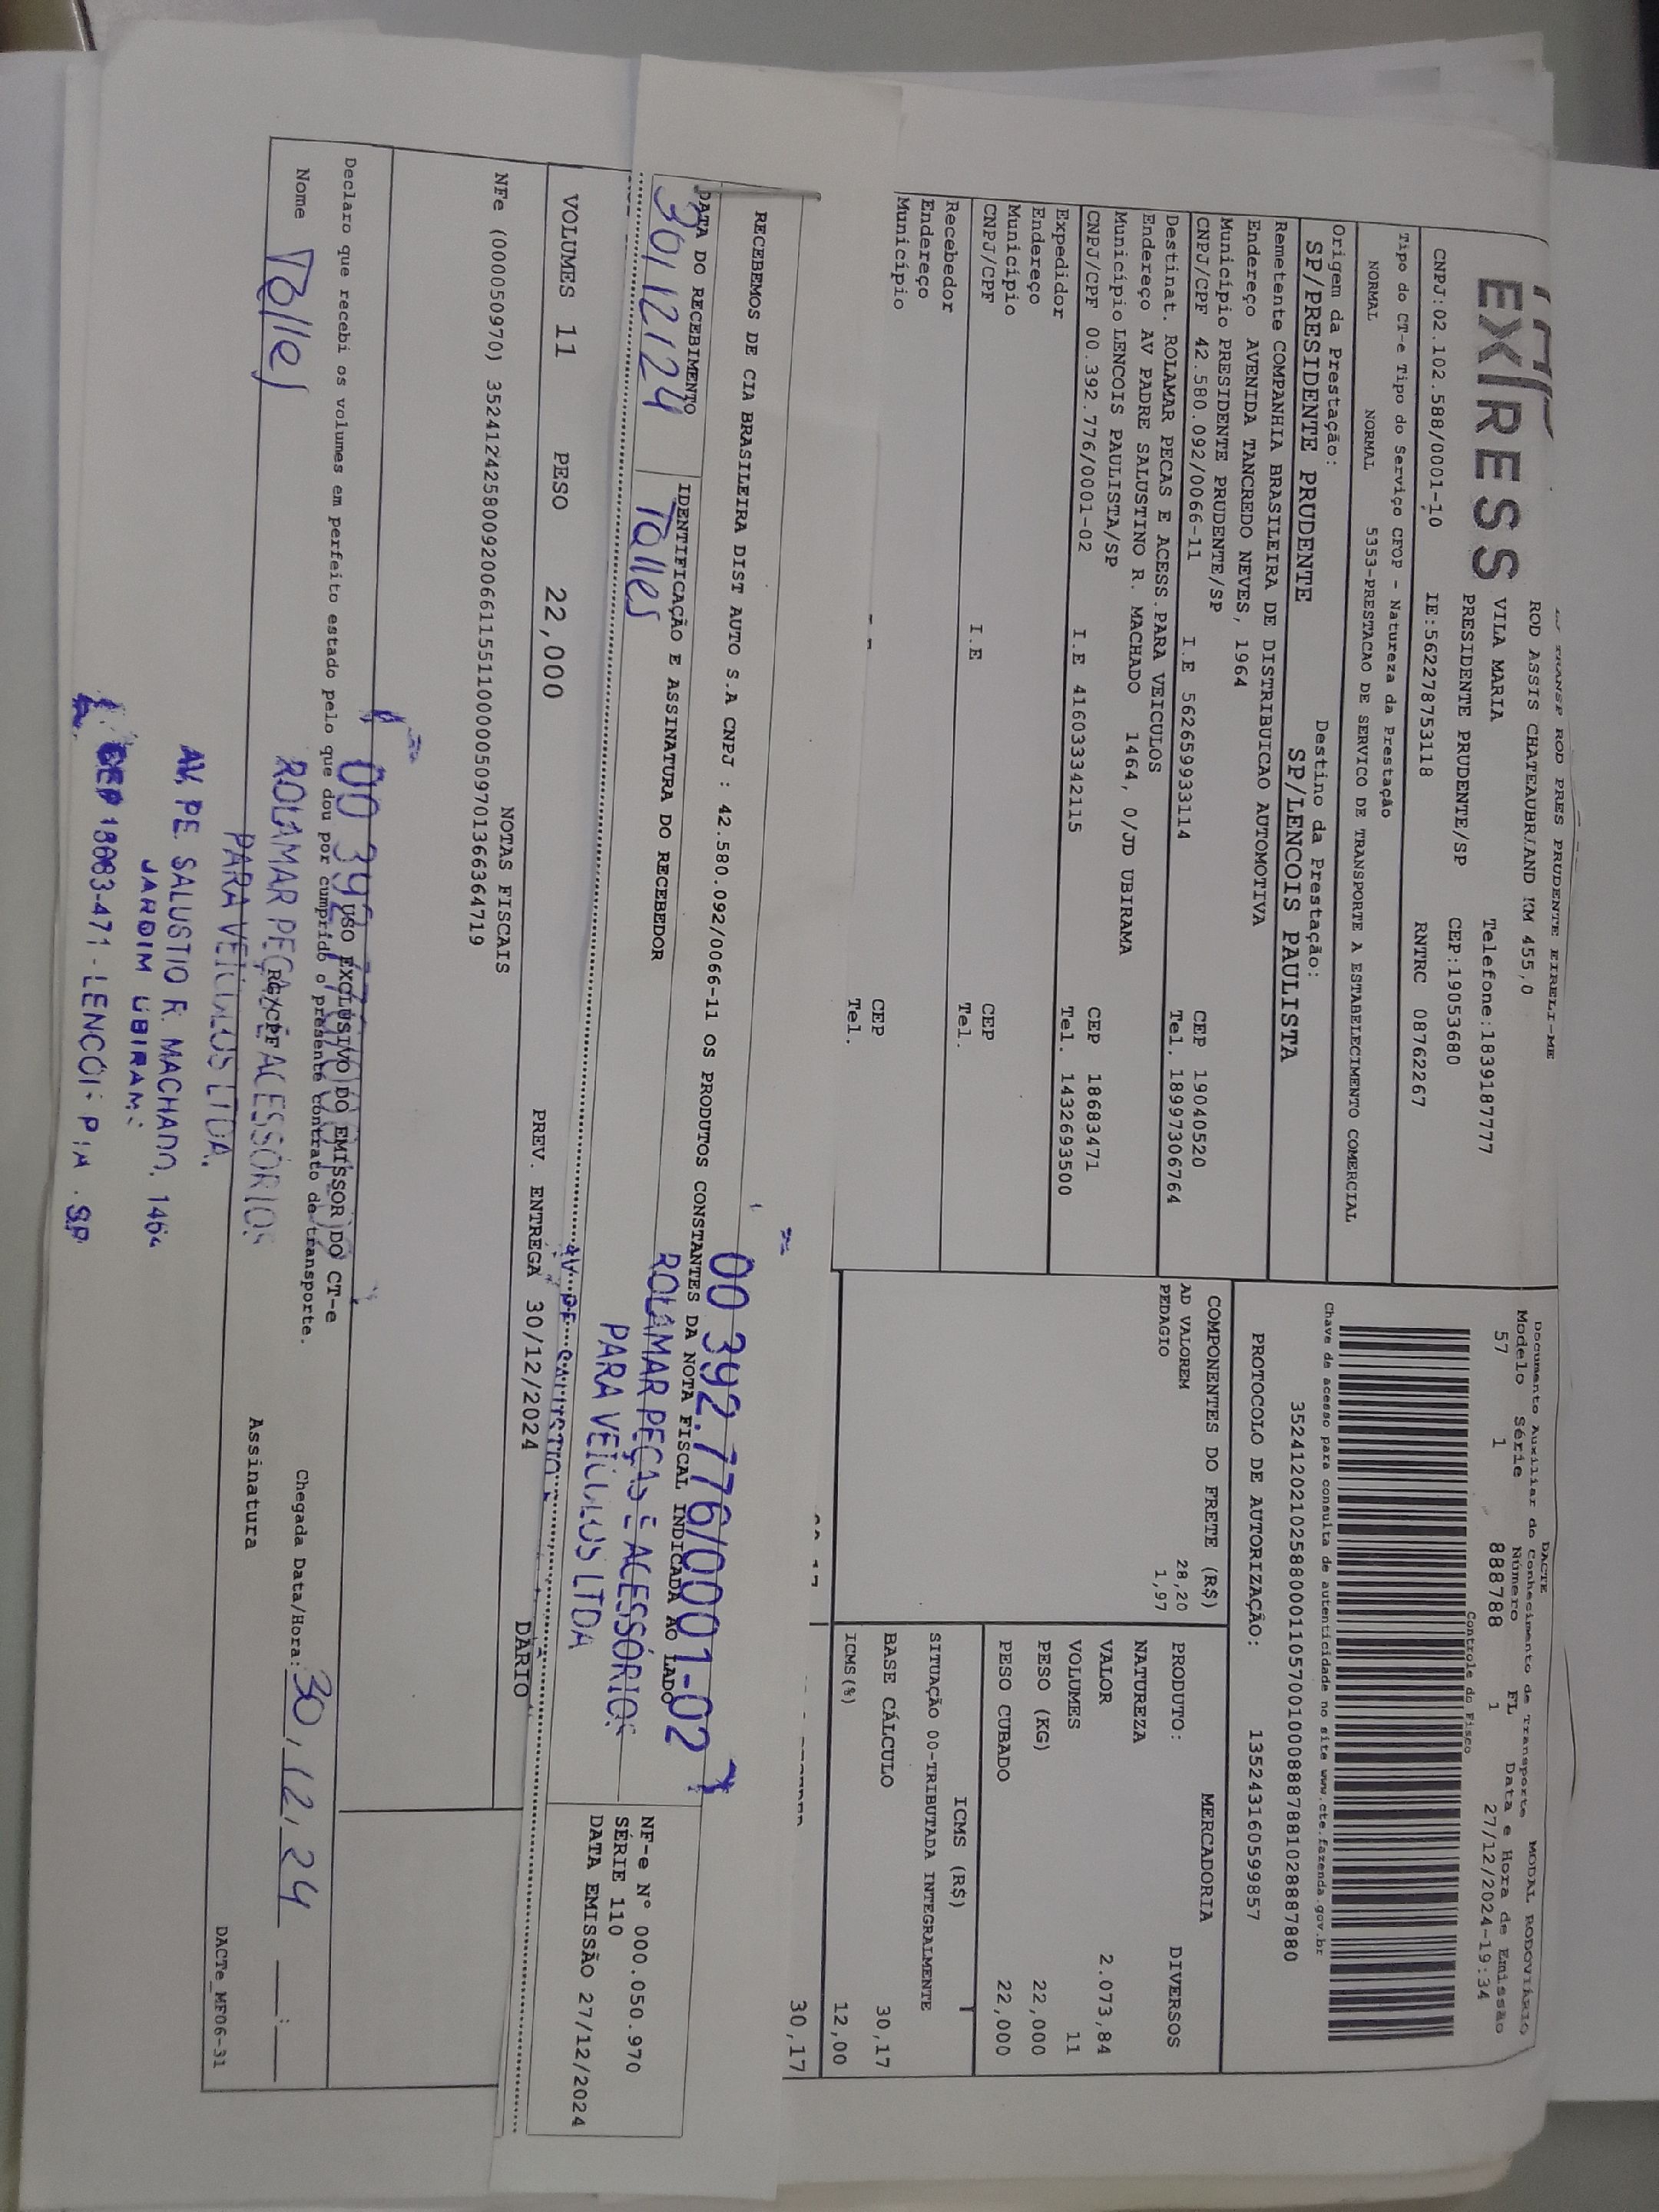 EXPRESS
TRANSP ROD PRES PRUDENTE EIRELI-ME
ROD ASSIS CHATEAUBRIAND KM 455,0
VILA MARIA Telefone:1839187777
PRESIDENTE PRUDENTE/SP CEP:19053680
CNPJ:02.102.588/0001-10 IE:562278753118 RNTRC 08762267
Tipo do CT-e Tipo do Serviço CFOP - Natureza da Prestação
NORMAL NORMAL 5353-PRESTACAO DE SERVICO DE TRANSPORTE A ESTABELECIMENTO COMERCIAL
Origem da Prestação: Destino da Prestação:
SP/PRESIDENTE PRUDENTE SP/LENCOIS PAULISTA
Remetente COMPANHIA BRASILEIRA DE DISTRIBUICAO AUTOMOTIVA
Endereço AVENIDA TANCREDO NEVES, 1964
Município PRESIDENTE PRUDENTE/SP CEP 19040520
CNPJ/CPF 42.580.092/0066-11 I.E 562659933114 Tel. 18997306764
Destinat. ROLAMAR PECAS E ACESS.PARA VEICULOS
Endereço AV PADRE SALUSTINO R. MACHADO 1464, 0/JD UBIRAMA
Município LENCOIS PAULISTA/SP CEP 18683471
CNPJ/CPF 00.392.776/0001-02 I.E 416033342115 Tel. 1432693500
Expedidor
Endereço
Município CEP
CNPJ/CPF I.E Tel.
Recebedor
Endereço
Município CEP
Tel.
DACTE MODAL RODOVIÁRIO
Documento Auxiliar do Conhecimento de Transporte
Modelo Série Número FL Data e Hora de Emissão
57 1 888788 1 27/12/2024-19:34
Controle do Fisco
Chave de acesso para consulta de autenticidade no site www.cte.fazenda.gov.br
35241202102588000110570010008887881028887880
PROTOCOLO DE AUTORIZAÇÃO: 135243160599857
COMPONENTES DO FRETE (R$)
AD VALOREM 28,20
PEDAGIO 1,97
MERCADORIA
PRODUTO: DIVERSOS
NATUREZA
VALOR 2.073,84
VOLUMES 11
PESO (KG) 22,000
PESO CUBADO 22,000
ICMS (R$)
SITUAÇÃO 00-TRIBUTADA INTEGRALMENTE
BASE CÁLCULO 30,17
ICMS(%) 12,00
30,17
RECEBEMOS DE CIA BRASILEIRA DIST AUTO S.A CNPJ : 42.580.092/0066-11 OS PRODUTOS CONSTANTES DA NOTA FISCAL INDICADA AO LADO
DATA DO RECEBIMENTO IDENTIFICAÇÃO E ASSINATURA DO RECEBEDOR
30/12/24 Talles
00 392.776/0001-02
ROLAMAR PEÇAS E ACESSÓRIOS
PARA VEÍCULOS LTDA
NF-e N° 000.050.970
SÉRIE 110
DATA EMISSÃO 27/12/2024
VOLUMES 11 PESO 22,000 PREV. ENTREGA 30/12/2024 DÁRIO
NOTAS FISCAIS
NFe (000050970) 35241242580092006611551100000509701366364719
USO EXCLUSIVO DO EMISSOR DO CT-e
Declaro que recebi os volumes em perfeito estado pelo que dou por cumprido o presente contrato de transporte.
Nome Talles RG/CPF Assinatura Chegada Data/Hora: 30/12/24 __:__
00 392
ROLAMAR PEÇAS E ACESSÓRIOS
PARA VEÍCULOS LTDA.
AV. PE. SALUSTIO R. MACHADO, 1464
JARDIM UBIRAM
CEP 18683-471 - LENCOI P SP
DACTe_MF06-31